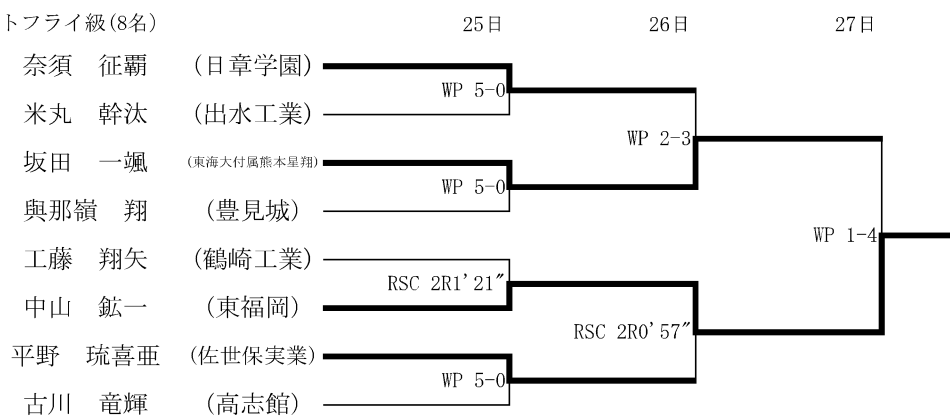 トフライ級(8名) 25日 26日 27日
奈須 征覇 (日章学園)
WP 5-0
米丸 幹汰 (出水工業)
WP 2-3
坂田 一颯 (東海大付属熊本星翔)
WP 5-0
與那嶺 翔 (豊見城)
WP 1-4
工藤 翔矢 (鶴崎工業)
RSC 2R1'21″
中山 鉱一 (東福岡)
RSC 2R0'57″
平野 琉喜亜 (佐世保実業)
WP 5-0
古川 竜輝 (高志館)